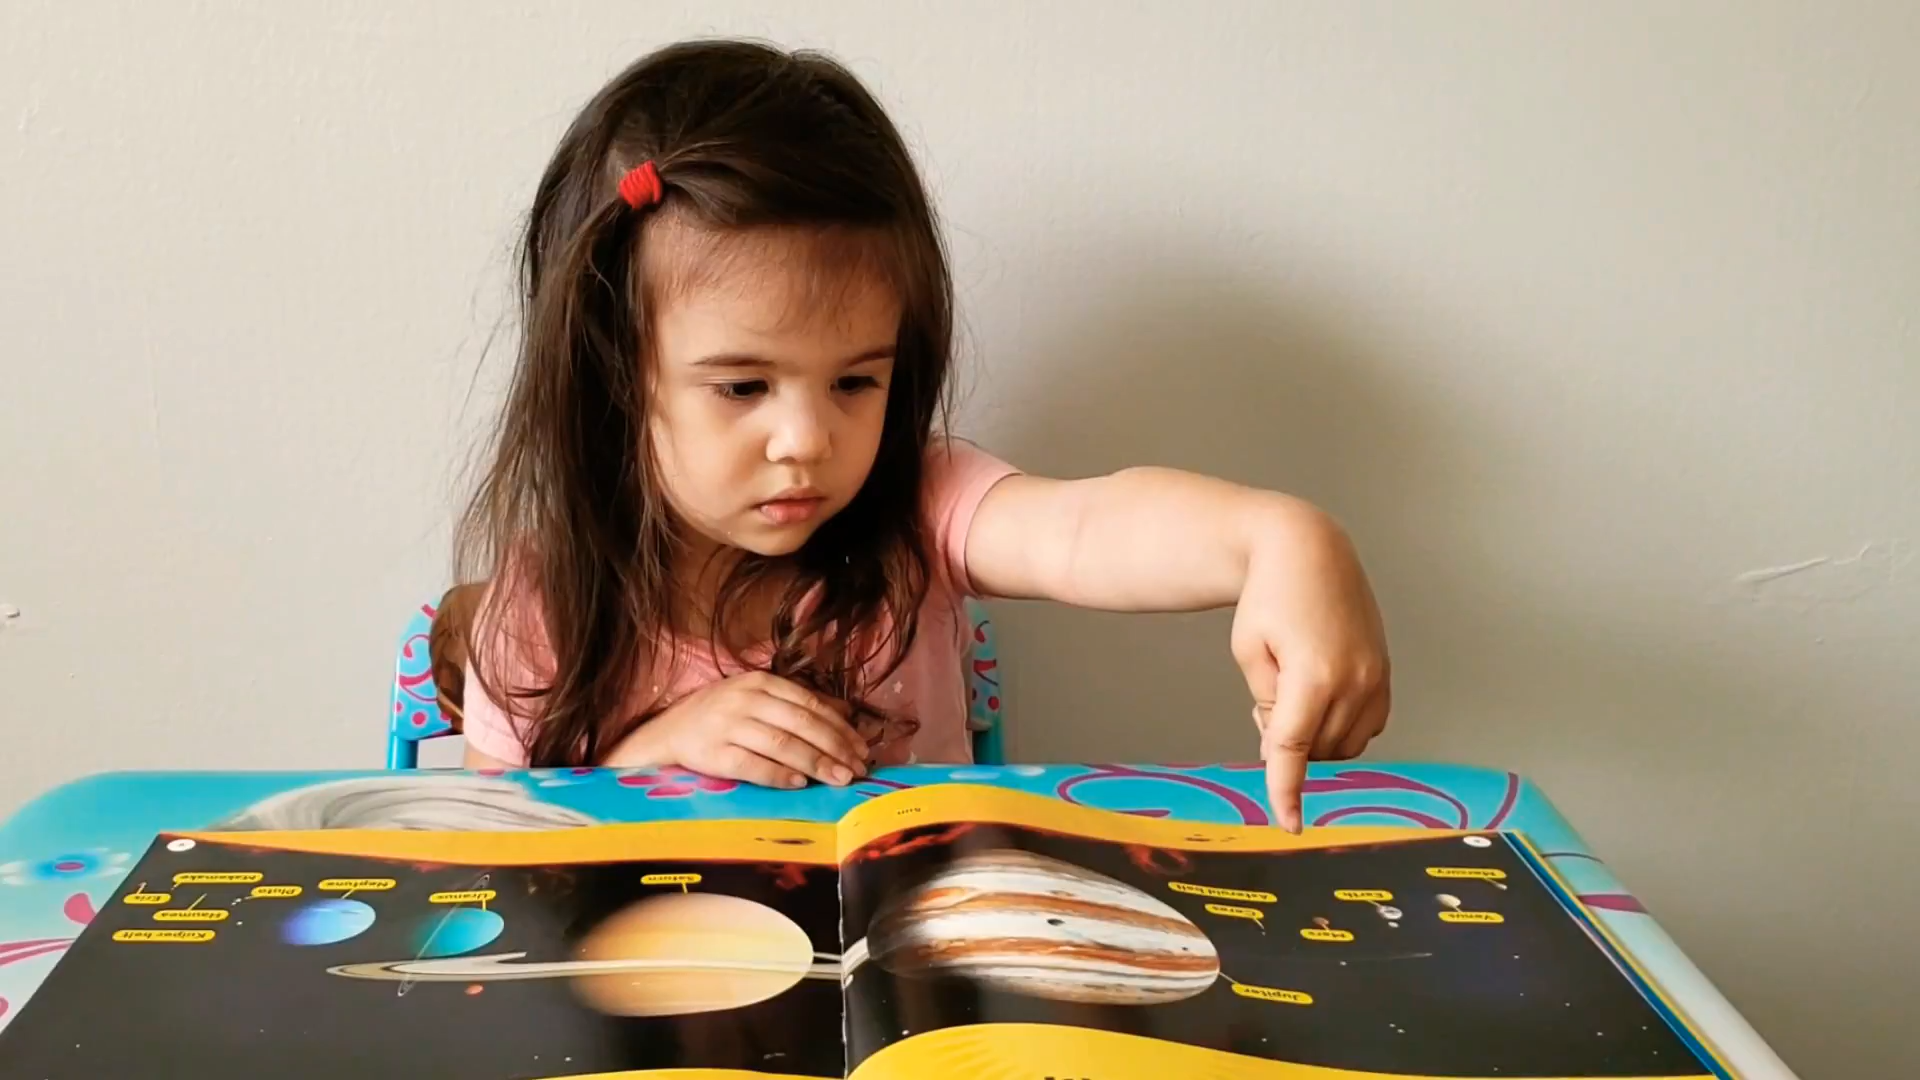 Sun
Mercury
Venus
Earth
Mars
Asteroid belt
Ceres
Jupiter
Saturn
Uranus
Neptune
Pluto
Haumea
Makemake
Eris
Kuiper belt